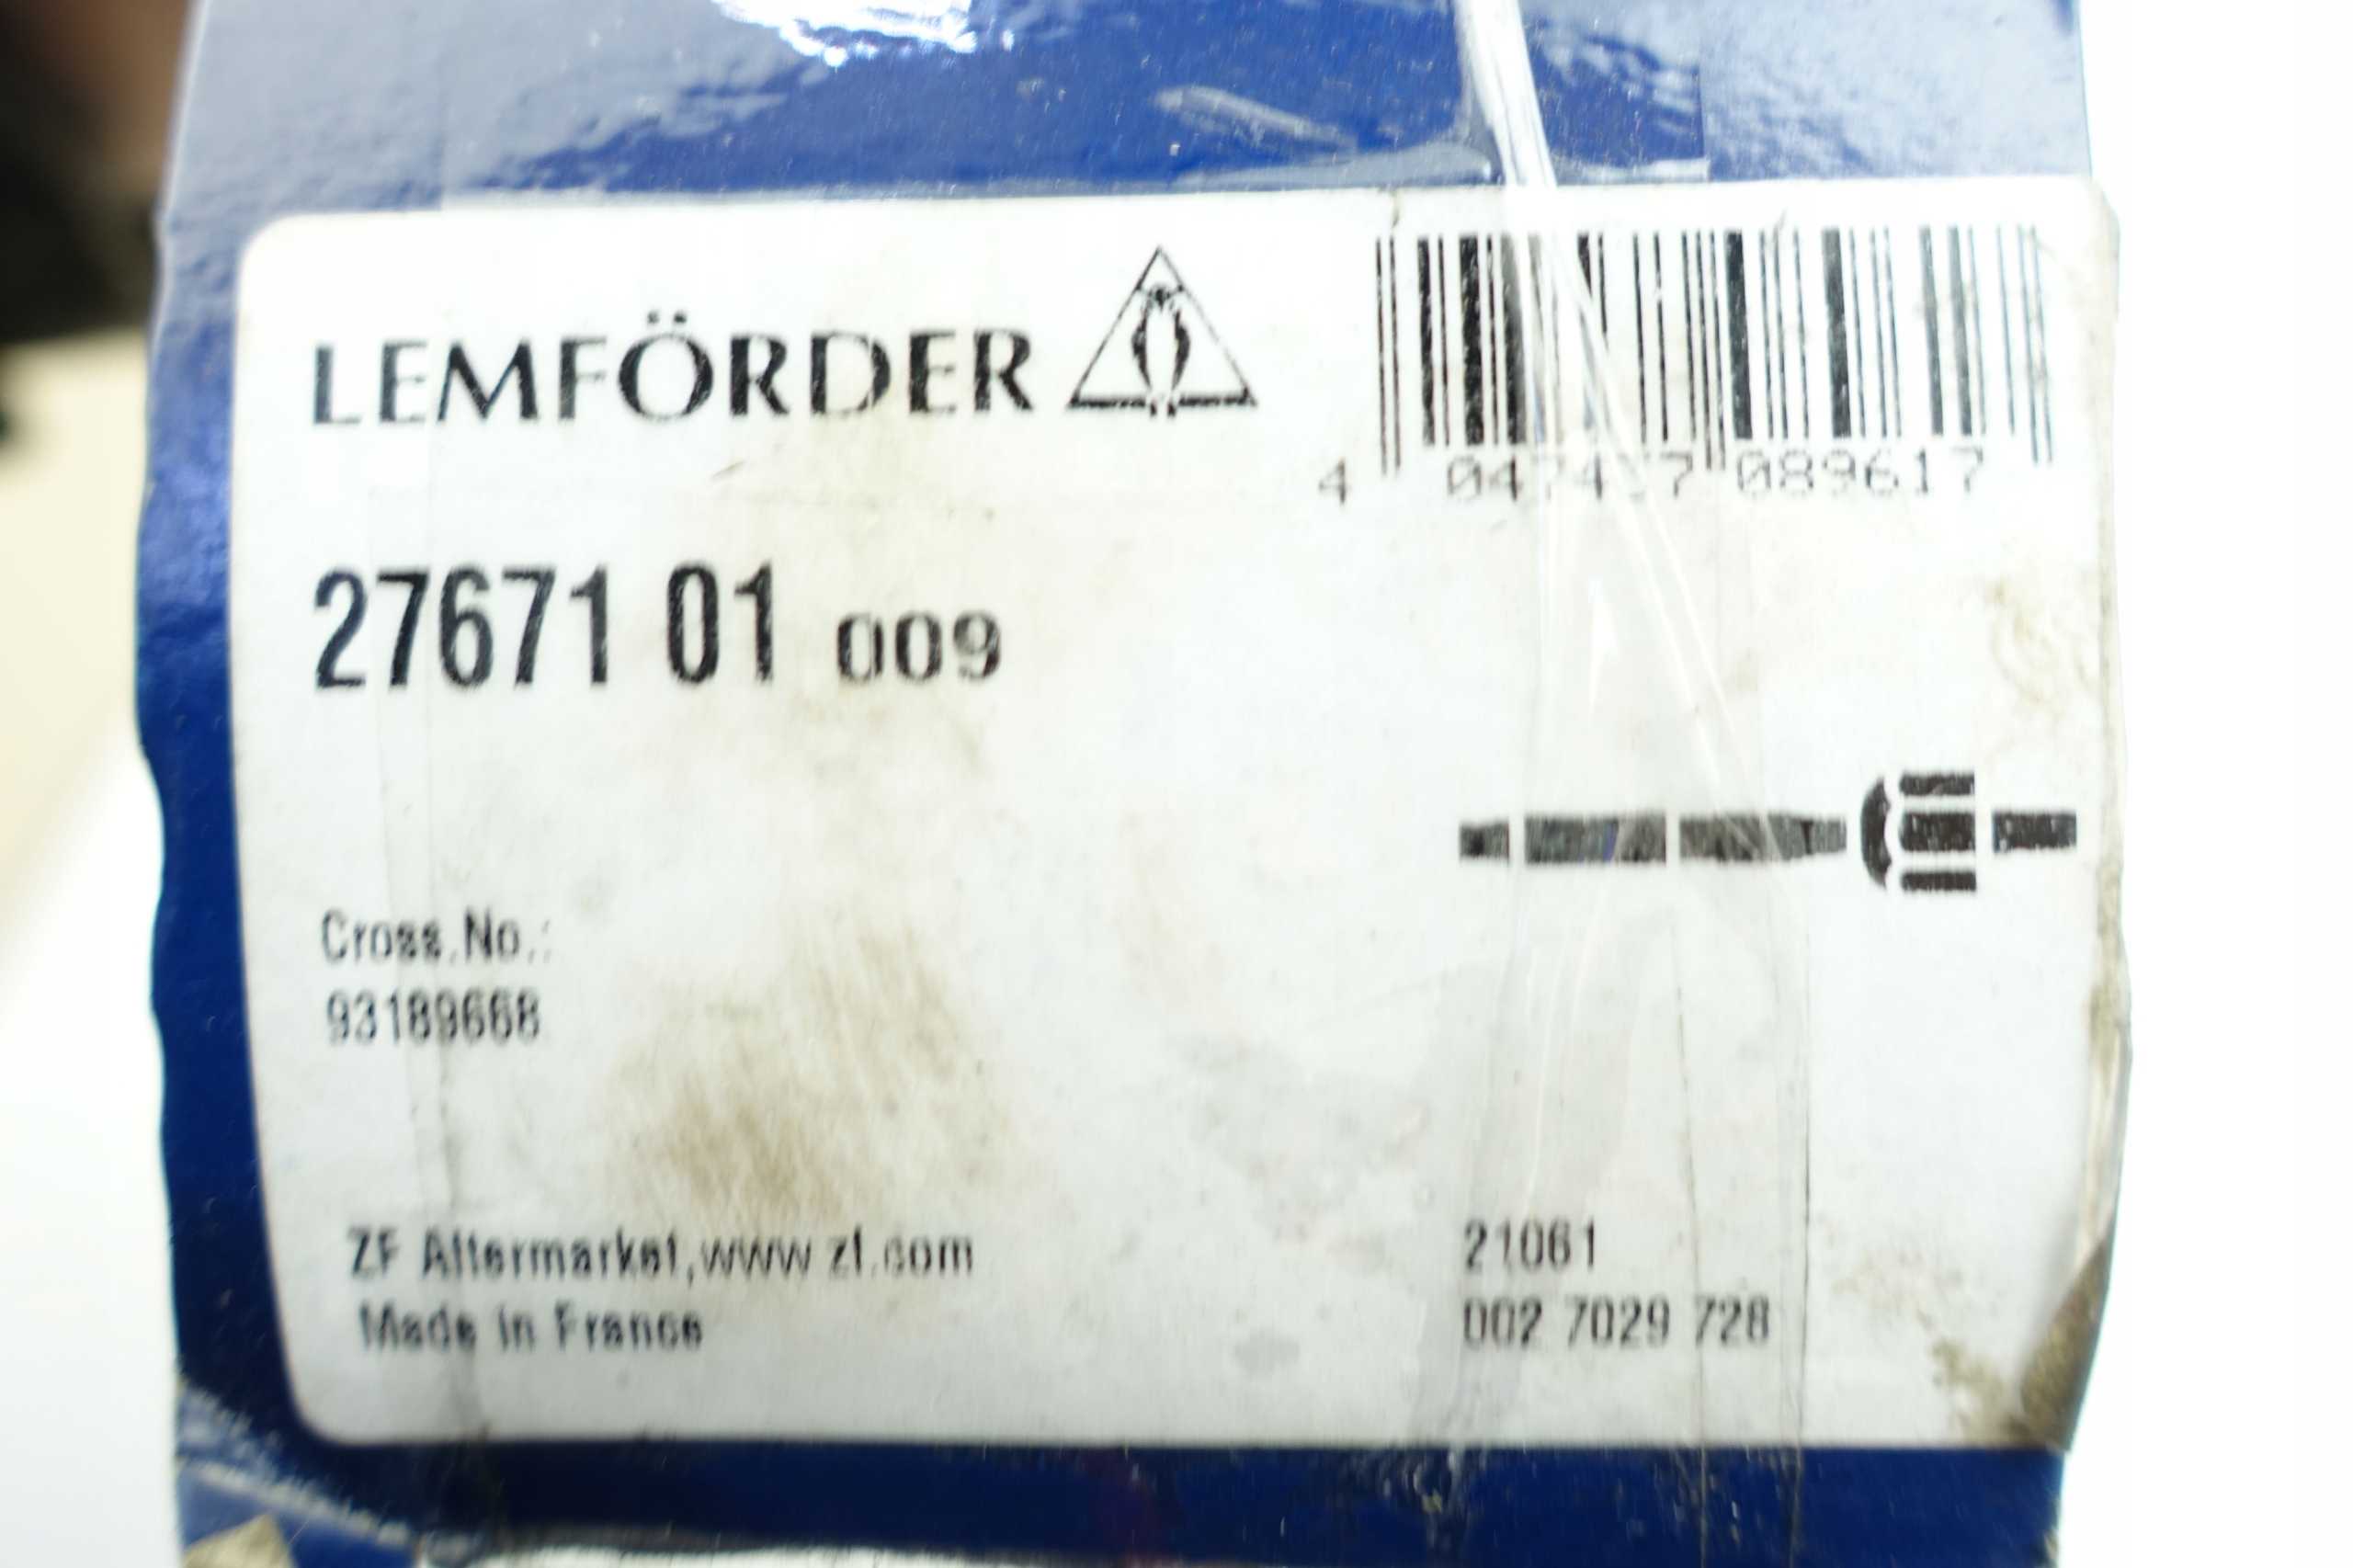 LEMFÖRDER
4 047437 089617
27671 01 009
Cross.No.:
93189668
ZF Aftermarket,www.zf.com
Made in France
21061
002 7029 728